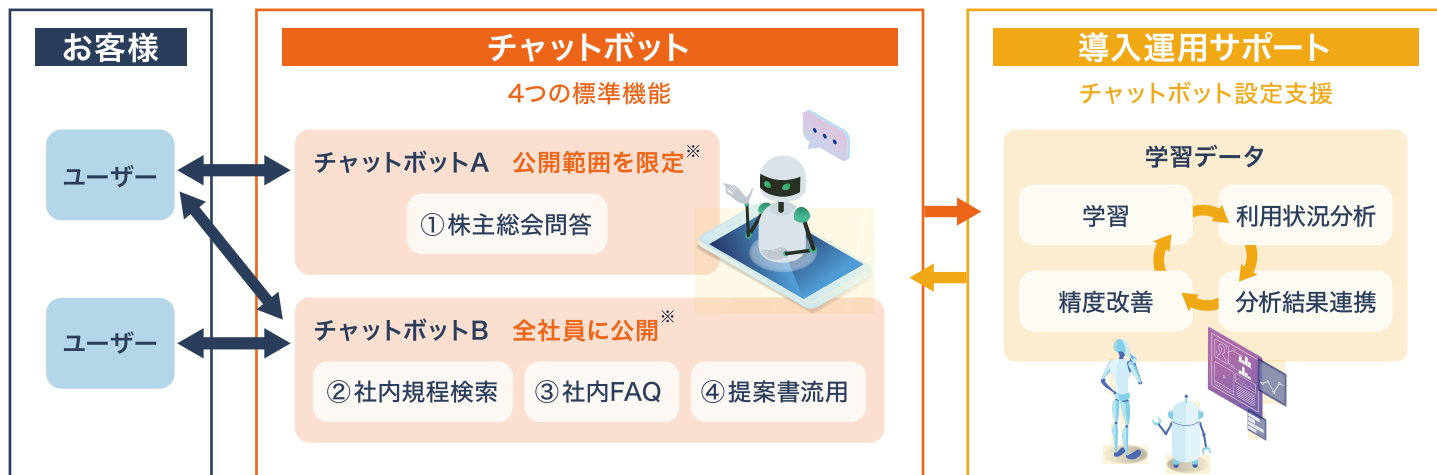 お客様
ユーザー
ユーザー
チャットボット
4つの標準機能
チャットボットA 公開範囲を限定※
①株主総会問答
チャットボットB 全社員に公開※
②社内規程検索 ③社内FAQ ④提案書流用
導入運用サポート
チャットボット設定支援
学習データ
学習 利用状況分析
精度改善 分析結果連携